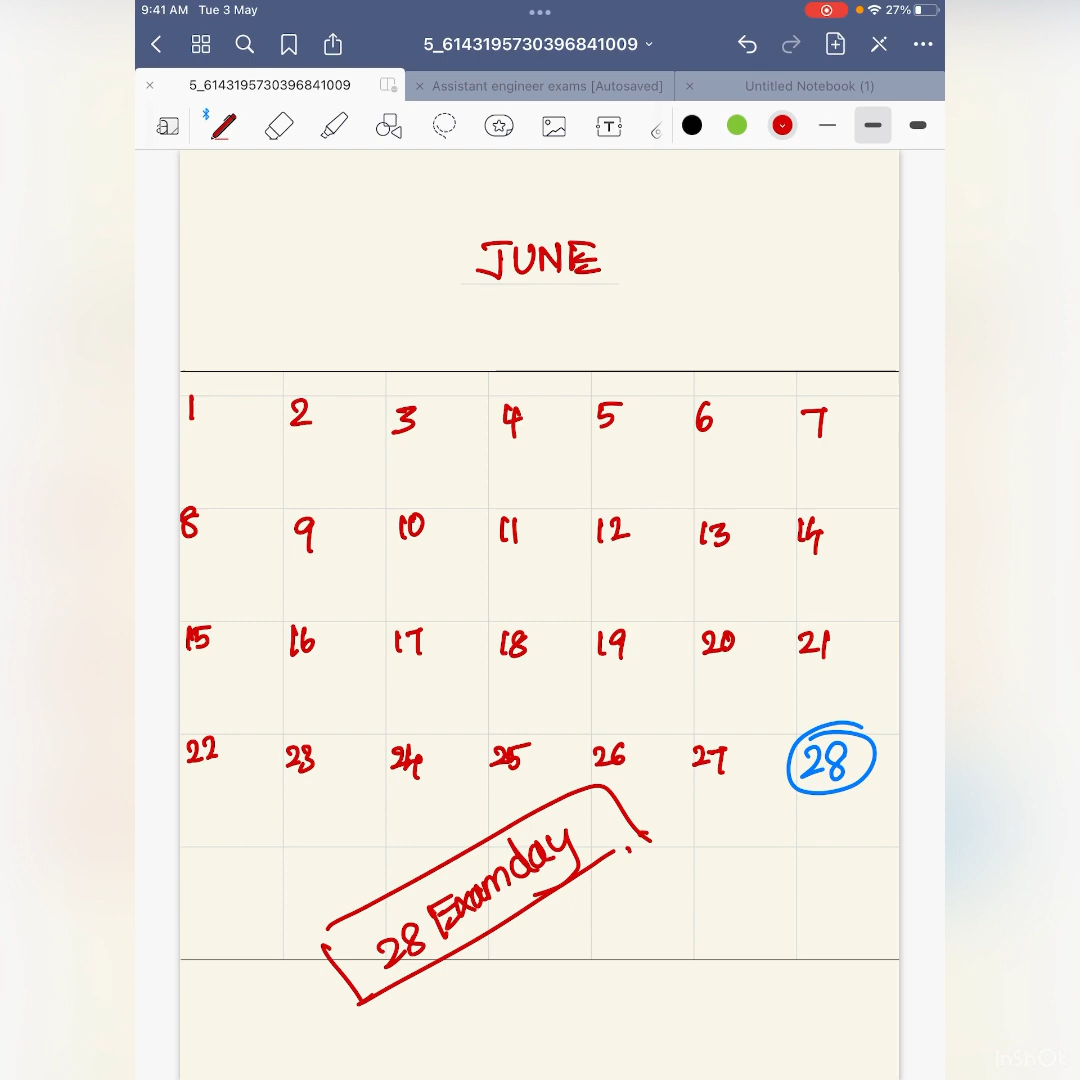 9:41 AM Tue 3 May
27%
5_6143195730396841009
5_6143195730396841009
Assistant engineer exams [Autosaved]
Untitled Notebook (1)
T
JUNE
1 2 3 4 5 6 7
8 9 10 11 12 13 14
15 16 17 18 19 20 21
22 23 24 25 26 27 28
28 Examday
InShOt